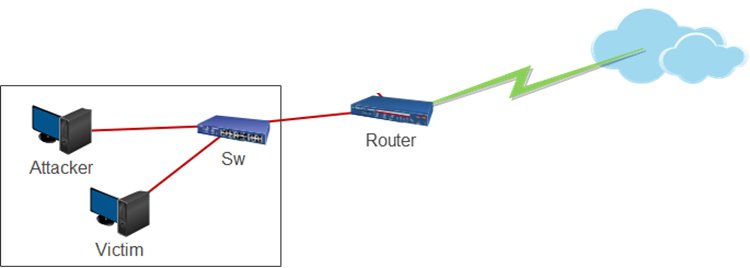 Attacker
Sw
Router
Victim